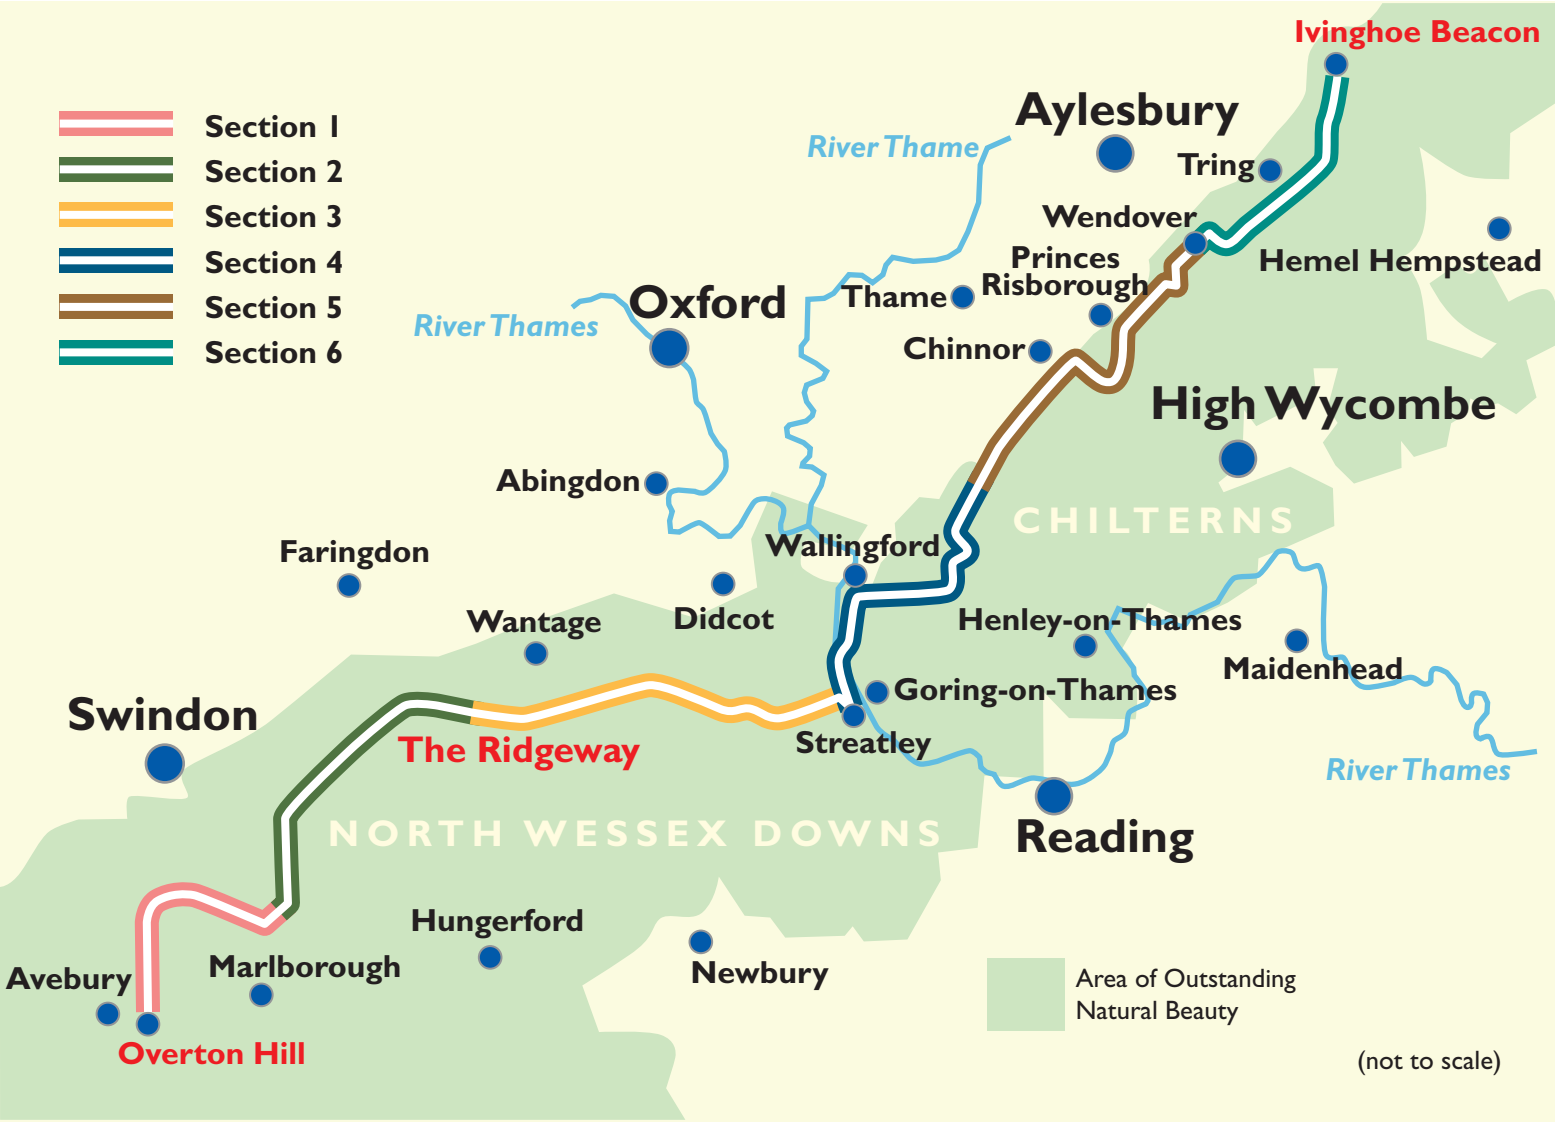 Ivinghoe Beacon
Aylesbury
Section 1
Section 2
Section 3
Section 4
Section 5
Section 6
River Thame
Tring
Wendover
Princes
Risborough
Hemel Hempstead
Thame
Oxford
River Thames
Chinnor
High Wycombe
Abingdon
CHILTERNS
Wallingford
Faringdon
Wantage
Didcot
Henley-on-Thames
Maidenhead
Goring-on-Thames
Swindon
The Ridgeway
Streatley
River Thames
NORTH WESSEX DOWNS
Reading
Hungerford
Avebury
Marlborough
Newbury
Overton Hill
Area of Outstanding
Natural Beauty
(not to scale)